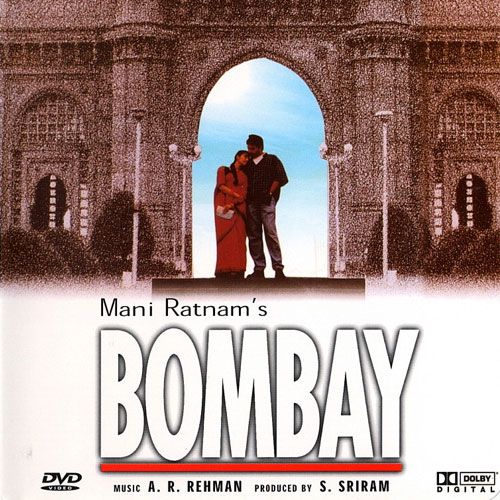 Mani Ratnam's
BOMBAY
DVD
VIDEO
MUSIC A. R. REHMAN PRODUCED BY S. SRIRAM
DOLBY
DIGITAL